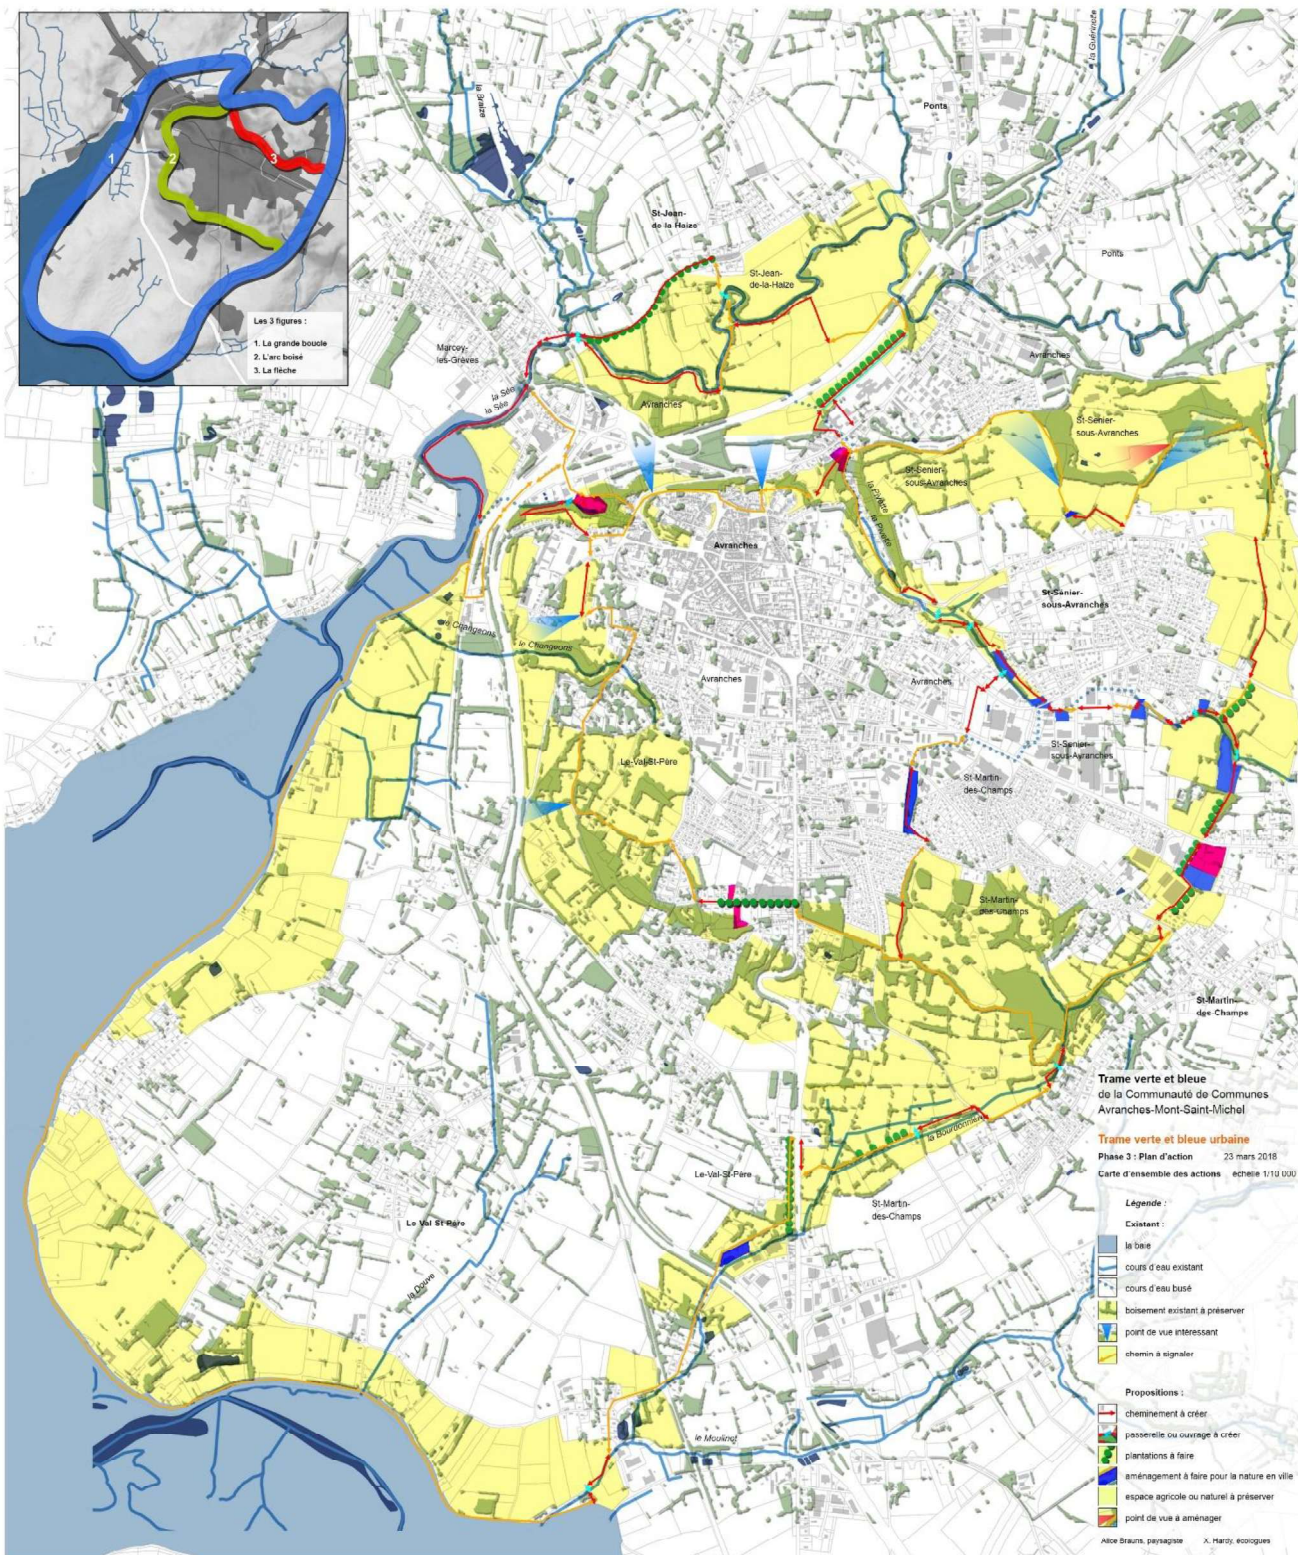 1
2
3
Les 3 figures :
1. La grande boucle
2. L'arc boisé
3. La flèche
la Braize
la Guérinolle
Ponts
St-Jean-
de-la-Haize
St-Jean-
de-la-Haize
Ponts
Marcey-
les-Grèves
Avranches
la Sée
la Sée
Avranches
St-Senier-
sous-Avranches
St-Senier-
sous-Avranches
Avranches
St-Senier-
sous-Avranches
le Changeons
le Changeons
Avranches
Avranches
Le-Val-St-Père
St-Senier-
sous-Avranches
St-Martin-
des-Champs
St-Martin-
des-Champs
St-Martin-
des-Champs
la Bourdonnière
Le-Val-St-Père
St-Martin-
des-Champs
Le Val St Père
la Douve
le Moulinet
Trame verte et bleue
de la Communauté de Communes
Avranches-Mont-Saint-Michel
Trame verte et bleue urbaine
Phase 3 : Plan d'action 23 mars 2018
Carte d'ensemble des actions échelle 1/10 000
Légende :
Existant :
la baie
cours d'eau existant
cours d'eau busé
boisement existant à préserver
point de vue intéressant
chemin à signaler
Propositions :
cheminement à créer
passerelle ou ouvrage à créer
plantations à faire
aménagement à faire pour la nature en ville
espace agricole ou naturel à préserver
point de vue à aménager
Alice Brauns, paysagiste X. Hardy, écologues